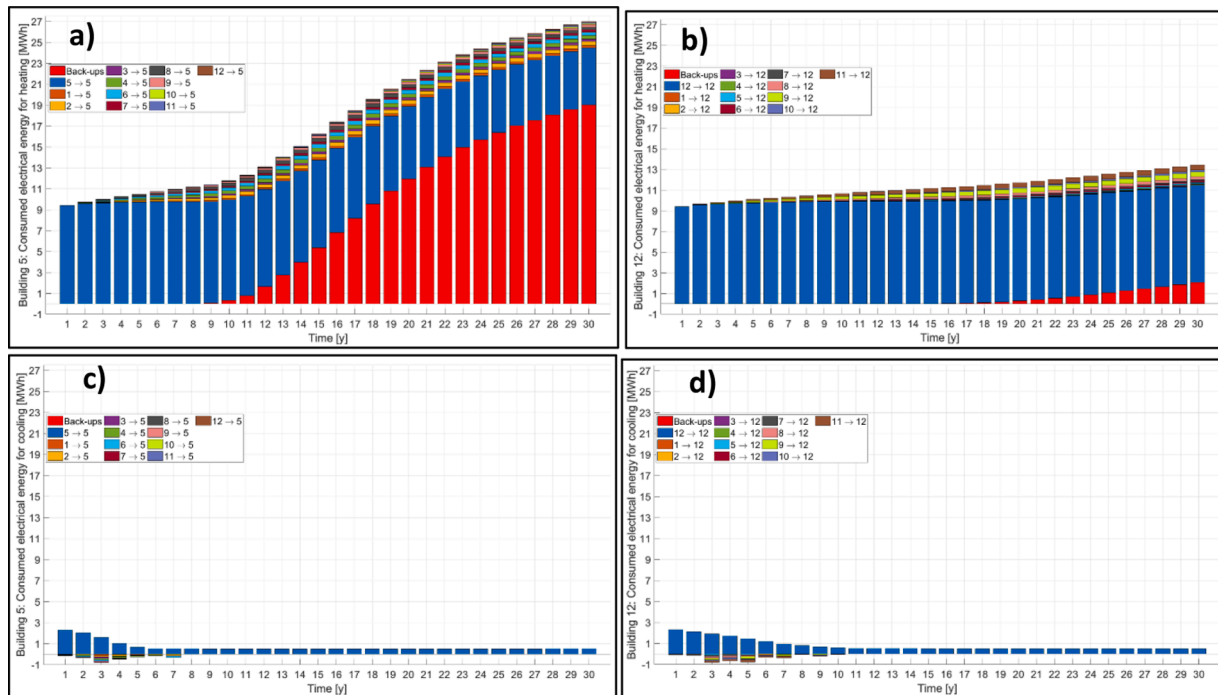 a)
Building 5: Consumed electrical energy for heating [MWh]
27
25
23
21
19
17
15
13
11
9
7
5
3
1
-1
Back-ups 3 → 5 8 → 5 12 → 5
5 → 5 4 → 5 9 → 5
1 → 5 6 → 5 10 → 5
2 → 5 7 → 5 11 → 5
1 2 3 4 5 6 7 8 9 10 11 12 13 14 15 16 17 18 19 20 21 22 23 24 25 26 27 28 29 30
Time [y]
b)
Building 12: Consumed electrical energy for heating [MWh]
27
25
23
21
19
17
15
13
11
9
7
5
3
1
-1
Back-ups 3 → 12 7 → 12 11 → 12
12 → 12 4 → 12 8 → 12
1 → 12 5 → 12 9 → 12
2 → 12 6 → 12 10 → 12
1 2 3 4 5 6 7 8 9 10 11 12 13 14 15 16 17 18 19 20 21 22 23 24 25 26 27 28 29 30
Time [y]
c)
Building 5: Consumed electrical energy for cooling [MWh]
27
25
23
21
19
17
15
13
11
9
7
5
3
1
-1
Back-ups 3 → 5 8 → 5 12 → 5
5 → 5 4 → 5 9 → 5
1 → 5 6 → 5 10 → 5
2 → 5 7 → 5 11 → 5
1 2 3 4 5 6 7 8 9 10 11 12 13 14 15 16 17 18 19 20 21 22 23 24 25 26 27 28 29 30
Time [y]
d)
Building 12: Consumed electrical energy for cooling [MWh]
27
25
23
21
19
17
15
13
11
9
7
5
3
1
-1
Back-ups 3 → 12 7 → 12 11 → 12
12 → 12 4 → 12 8 → 12
1 → 12 5 → 12 9 → 12
2 → 12 6 → 12 10 → 12
1 2 3 4 5 6 7 8 9 10 11 12 13 14 15 16 17 18 19 20 21 22 23 24 25 26 27 28 29 30
Time [y]